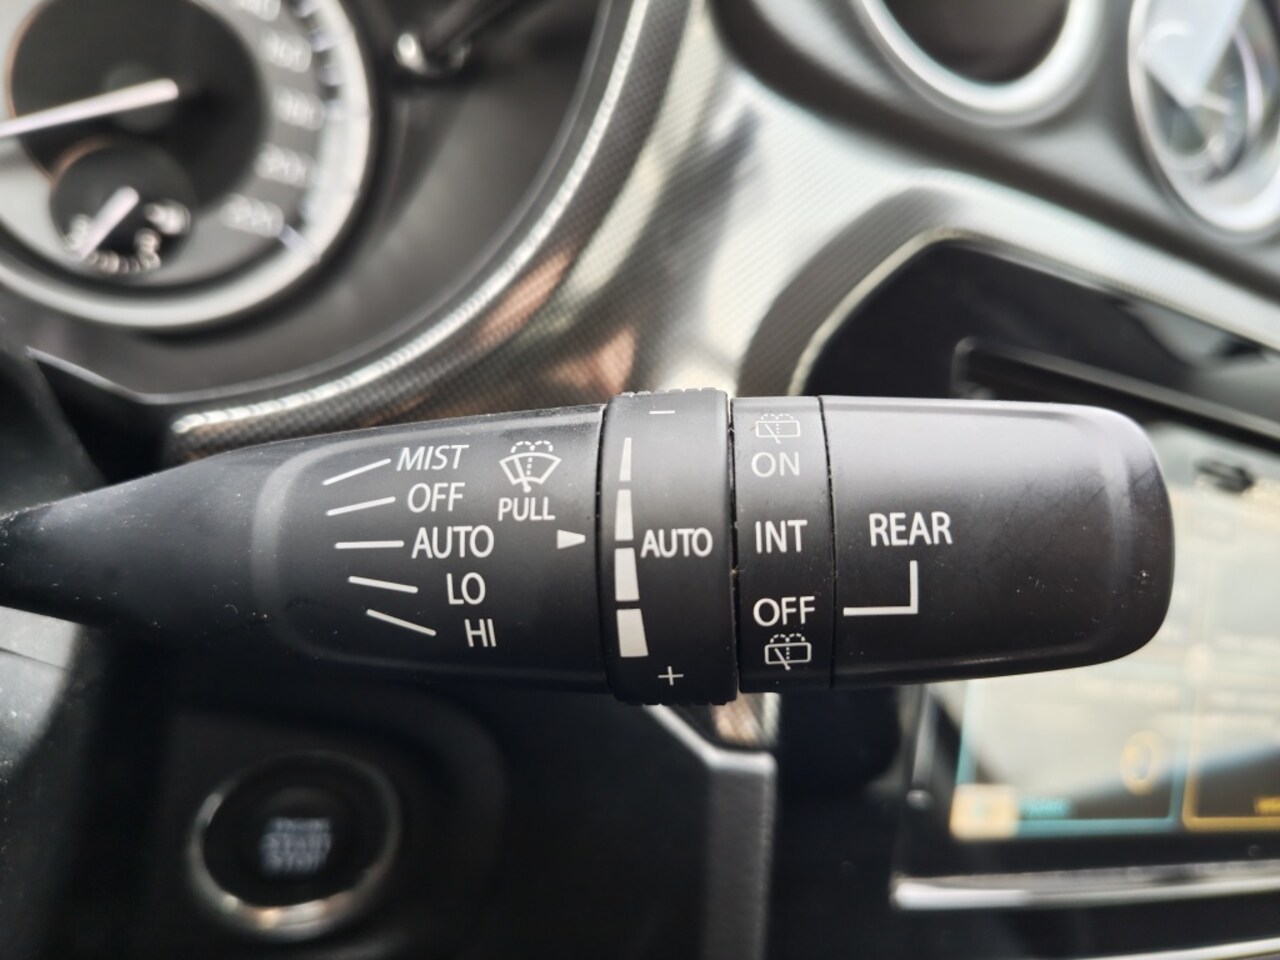 MIST
OFF
AUTO
LO
HI
PULL
−
AUTO
+
ON
INT
OFF
REAR